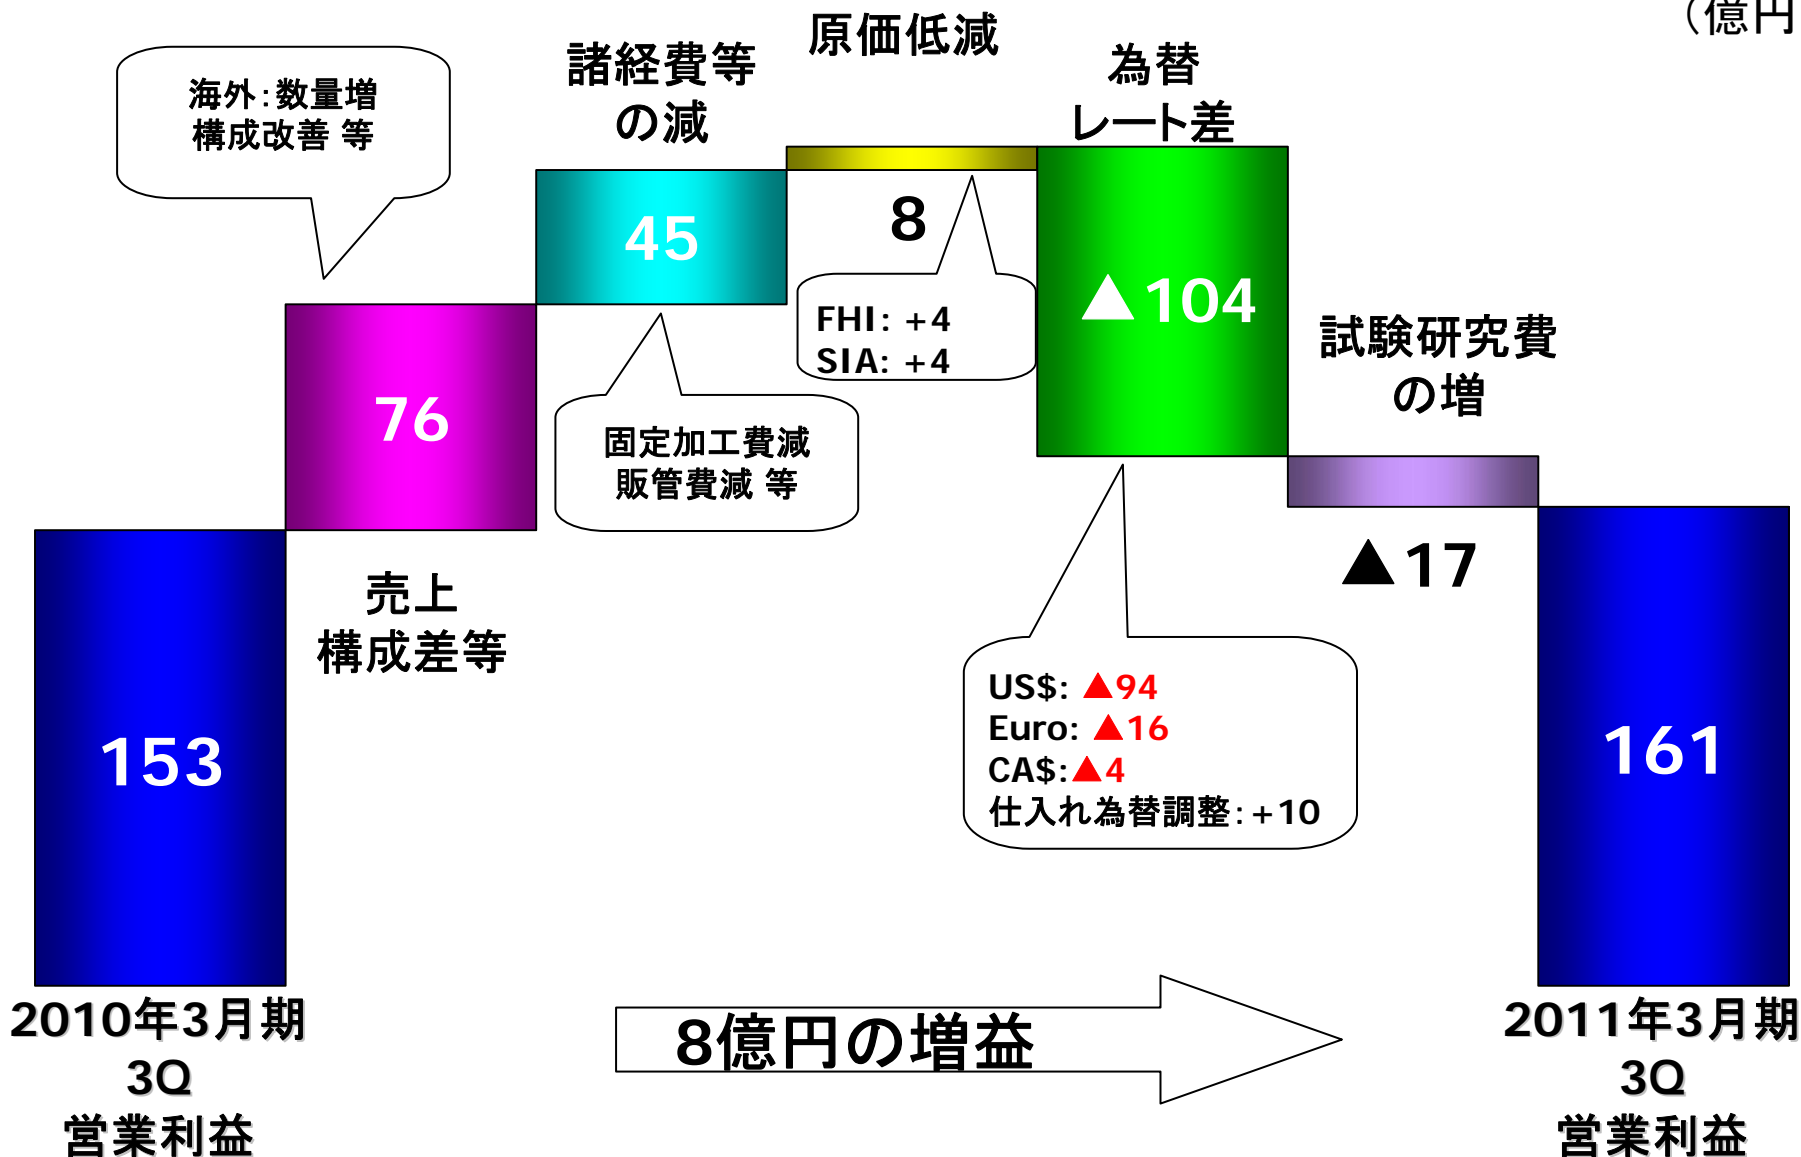 （億円
海外：数量増
構成改善 等
諸経費等
の減
原価低減
為替
レート差
45
8
▲104
FHI: +4
SIA: +4
試験研究費
の増
76
固定加工費減
販管費減 等
▲17
売上
構成差等
US$: ▲94
Euro: ▲16
CA$:▲4
仕入れ為替調整：+10
153
161
8億円の増益
2010年3月期
3Q
営業利益
2011年3月期
3Q
営業利益